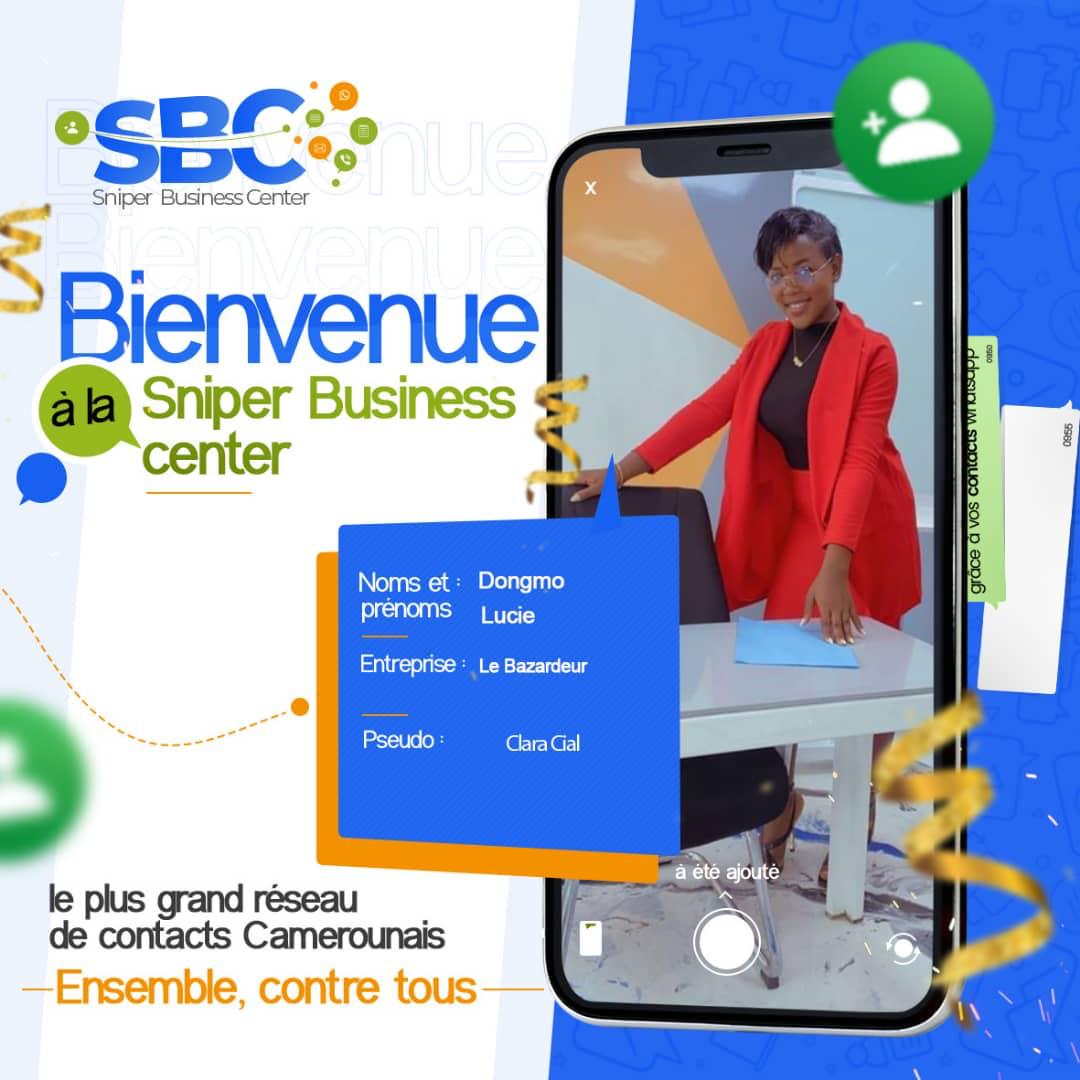 SBC
Sniper Business Center
Bienvenue
Bienvenue
Bienvenue
à la
Sniper Business
center
Noms et : Dongmo
prénoms Lucie
Entreprise : Le Bazardeur
Pseudo : Clara Cial
le plus grand réseau
de contacts Camerounais
Ensemble, contre tous
X
à été ajouté
grâce à vos contacts whatsapp
0950
0955